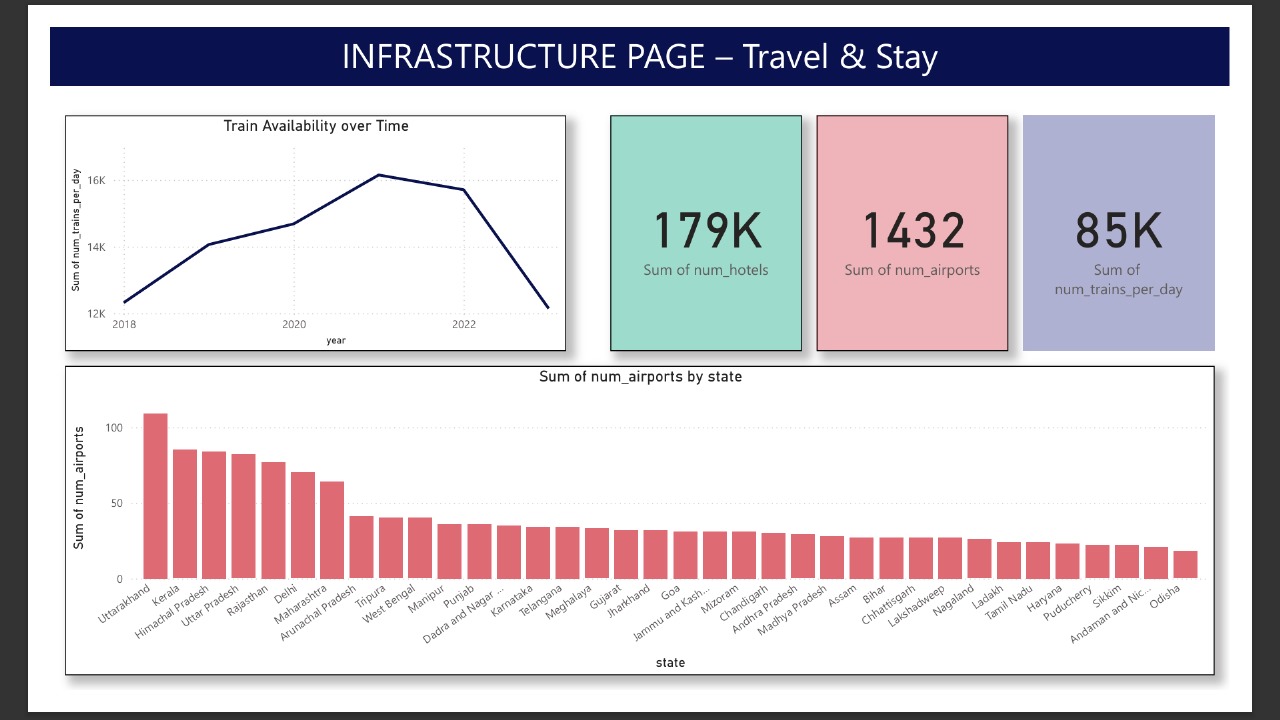 INFRASTRUCTURE PAGE – Travel & Stay
Train Availability over Time
Sum of num_trains_per_day
16K
14K
12K
2018
2020
2022
year
179K
Sum of num_hotels
1432
Sum of num_airports
85K
Sum of
num_trains_per_day
Sum of num_airports by state
Sum of num_airports
100
50
0
Uttarakhand
Kerala
Himachal Pradesh
Uttar Pradesh
Rajasthan
Delhi
Maharashtra
Arunachal Pradesh
Tripura
West Bengal
Manipur
Punjab
Dadra and Nagar ...
Karnataka
Telangana
Meghalaya
Gujarat
Jharkhand
Goa
Jammu and Kash...
Mizoram
Chandigarh
Andhra Pradesh
Madhya Pradesh
Assam
Bihar
Chhattisgarh
Lakshadweep
Nagaland
Ladakh
Tamil Nadu
Haryana
Puducherry
Sikkim
Andaman and Nic...
Odisha
state